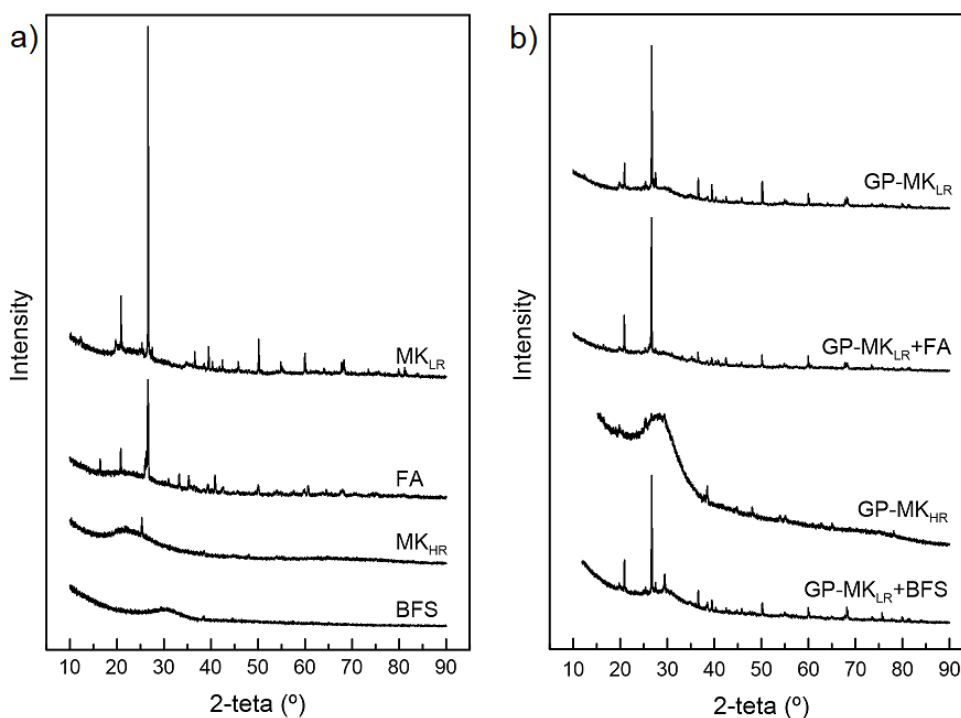 a)
Intensity
MKLR
FA
MKHR
BFS
10 20 30 40 50 60 70 80 90
2-teta (º)
b)
Intensity
GP-MKLR
GP-MKLR+FA
GP-MKHR
GP-MKLR+BFS
10 20 30 40 50 60 70 80 90
2-teta (º)